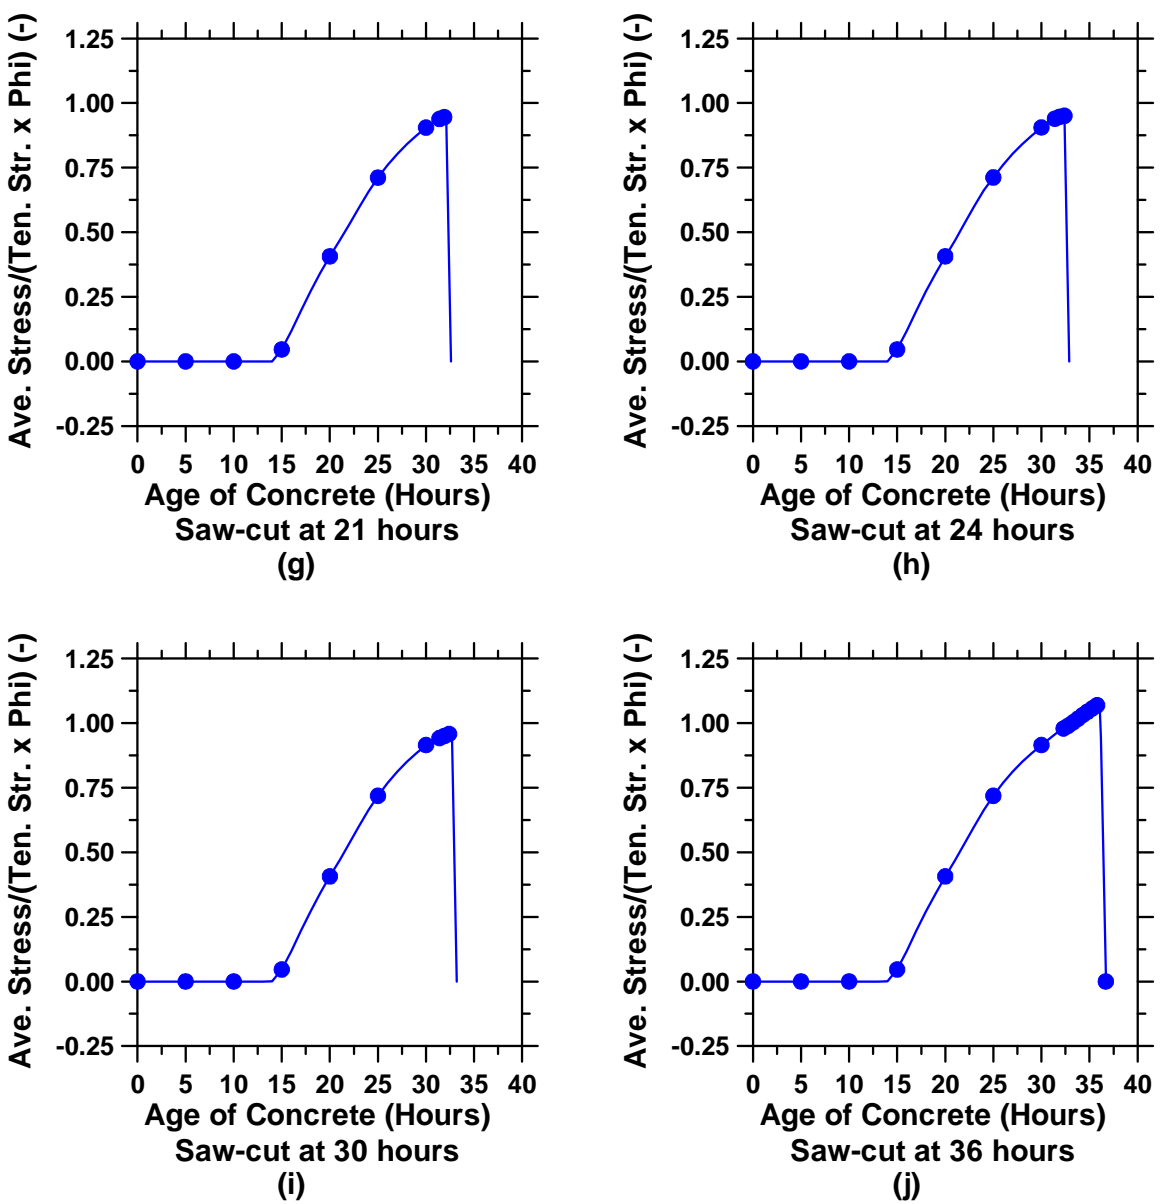 Ave. Stress/(Ten. Str. x Phi) (-)
1.25
1.00
0.75
0.50
0.25
0.00
-0.25
0 5 10 15 20 25 30 35 40
Age of Concrete (Hours)
Saw-cut at 21 hours
(g)
Ave. Stress/(Ten. Str. x Phi) (-)
1.25
1.00
0.75
0.50
0.25
0.00
-0.25
0 5 10 15 20 25 30 35 40
Age of Concrete (Hours)
Saw-cut at 24 hours
(h)
Ave. Stress/(Ten. Str. x Phi) (-)
1.25
1.00
0.75
0.50
0.25
0.00
-0.25
0 5 10 15 20 25 30 35 40
Age of Concrete (Hours)
Saw-cut at 30 hours
(i)
Ave. Stress/(Ten. Str. x Phi) (-)
1.25
1.00
0.75
0.50
0.25
0.00
-0.25
0 5 10 15 20 25 30 35 40
Age of Concrete (Hours)
Saw-cut at 36 hours
(j)